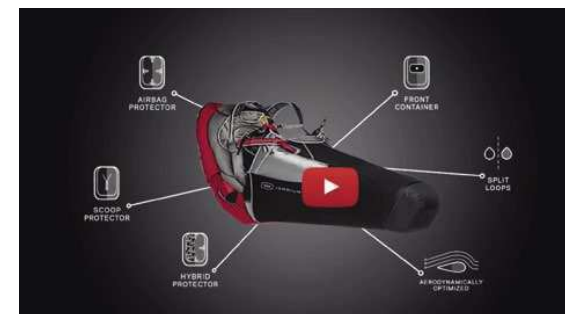 AIRBAG
PROTECTOR
FRONT
CONTAINER
SPLIT
LOOPS
SCOOP
PROTECTOR
HYBRID
PROTECTOR
AERODYNAMICALLY
OPTIMIZED